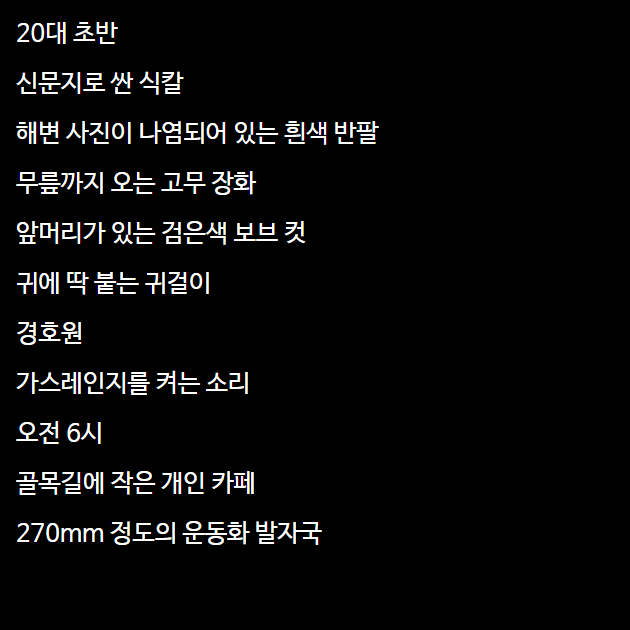 20대 초반
신문지로 싼 식칼
해변 사진이 나염되어 있는 흰색 반팔
무릎까지 오는 고무 장화
앞머리가 있는 검은색 보브 컷
귀에 딱 붙는 귀걸이
경호원
가스레인지를 켜는 소리
오전 6시
골목길에 작은 개인 카페
270mm 정도의 운동화 발자국